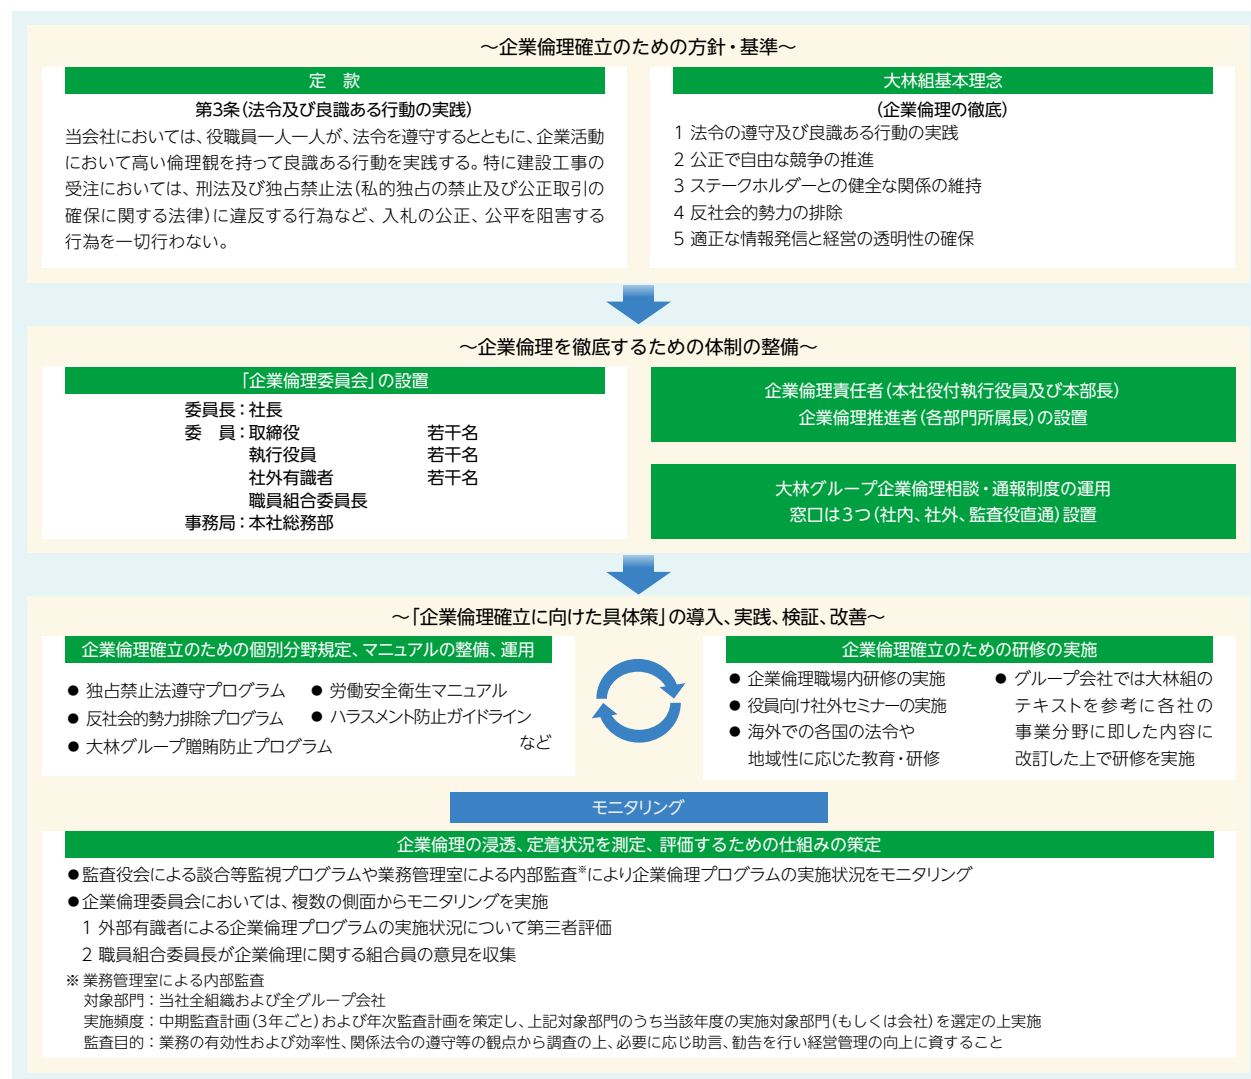 ～企業倫理確立のための方針・基準～
定　款
第3条（法令及び良識ある行動の実践）
当会社においては、役職員一人一人が、法令を遵守するとともに、企業活動
において高い倫理観を持って良識ある行動を実践する。特に建設工事の
受注においては、刑法及び独占禁止法（私的独占の禁止及び公正取引の
確保に関する法律）に違反する行為など、入札の公正、公平を阻害する
行為を一切行わない。
大林組基本理念
（企業倫理の徹底）
1 法令の遵守及び良識ある行動の実践
2 公正で自由な競争の推進
3 ステークホルダーとの健全な関係の維持
4 反社会的勢力の排除
5 適正な情報発信と経営の透明性の確保
～企業倫理を徹底するための体制の整備～
「企業倫理委員会」の設置
委員長：社長
委　員：取締役　若干名
執行役員　若干名
社外有識者　若干名
職員組合委員長
事務局：本社総務部
企業倫理責任者（本社役付執行役員及び本部長）
企業倫理推進者（各部門所属長）の設置
大林グループ企業倫理相談・通報制度の運用
窓口は3つ（社内、社外、監査役直通）設置
～「企業倫理確立に向けた具体策」の導入、実践、検証、改善～
企業倫理確立のための個別分野規定、マニュアルの整備、運用
● 独占禁止法遵守プログラム
● 反社会的勢力排除プログラム
● 大林グループ贈賄防止プログラム
● 労働安全衛生マニュアル
● ハラスメント防止ガイドライン
など
企業倫理確立のための研修の実施
● 企業倫理職場内研修の実施
● 役員向け社外セミナーの実施
● 海外での各国の法令や
地域性に応じた教育・研修
● グループ会社では大林組の
テキストを参考に各社の
事業分野に即した内容に
改訂した上で研修を実施
モニタリング
企業倫理の浸透、定着状況を測定、評価するための仕組みの策定
●監査役会による談合等監視プログラムや業務管理室による内部監査※により企業倫理プログラムの実施状況をモニタリング
●企業倫理委員会においては、複数の側面からモニタリングを実施
1 外部有識者による企業倫理プログラムの実施状況について第三者評価
2 職員組合委員長が企業倫理に関する組合員の意見を収集
※ 業務管理室による内部監査
対象部門：当社全組織および全グループ会社
実施頻度：中期監査計画（3年ごと）および年次監査計画を策定し、上記対象部門のうち当該年度の実施対象部門（もしくは会社）を選定の上実施
監査目的：業務の有効性および効率性、関係法令の遵守等の観点から調査の上、必要に応じ助言、勧告を行い経営管理の向上に資すること